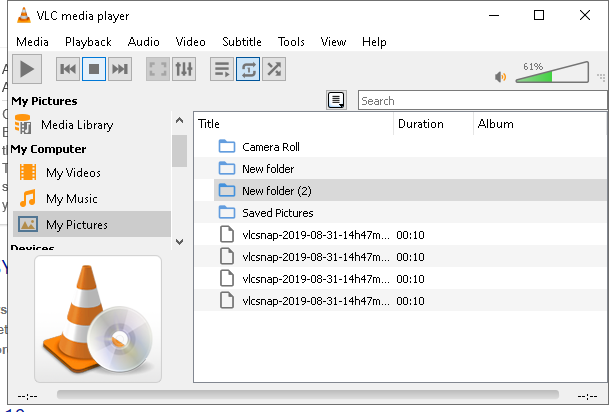 VLC media player
Media Playback Audio Video Subtitle Tools View Help
61%
My Pictures
Search
Media Library
Title Duration Album
My Computer
Camera Roll
My Videos
New folder
My Music
New folder (2)
My Pictures
Saved Pictures
Devices
vlcsnap-2019-08-31-14h47m... 00:10
vlcsnap-2019-08-31-14h47m... 00:10
vlcsnap-2019-08-31-14h47m... 00:10
vlcsnap-2019-08-31-14h47m... 00:10
--:-- --:--